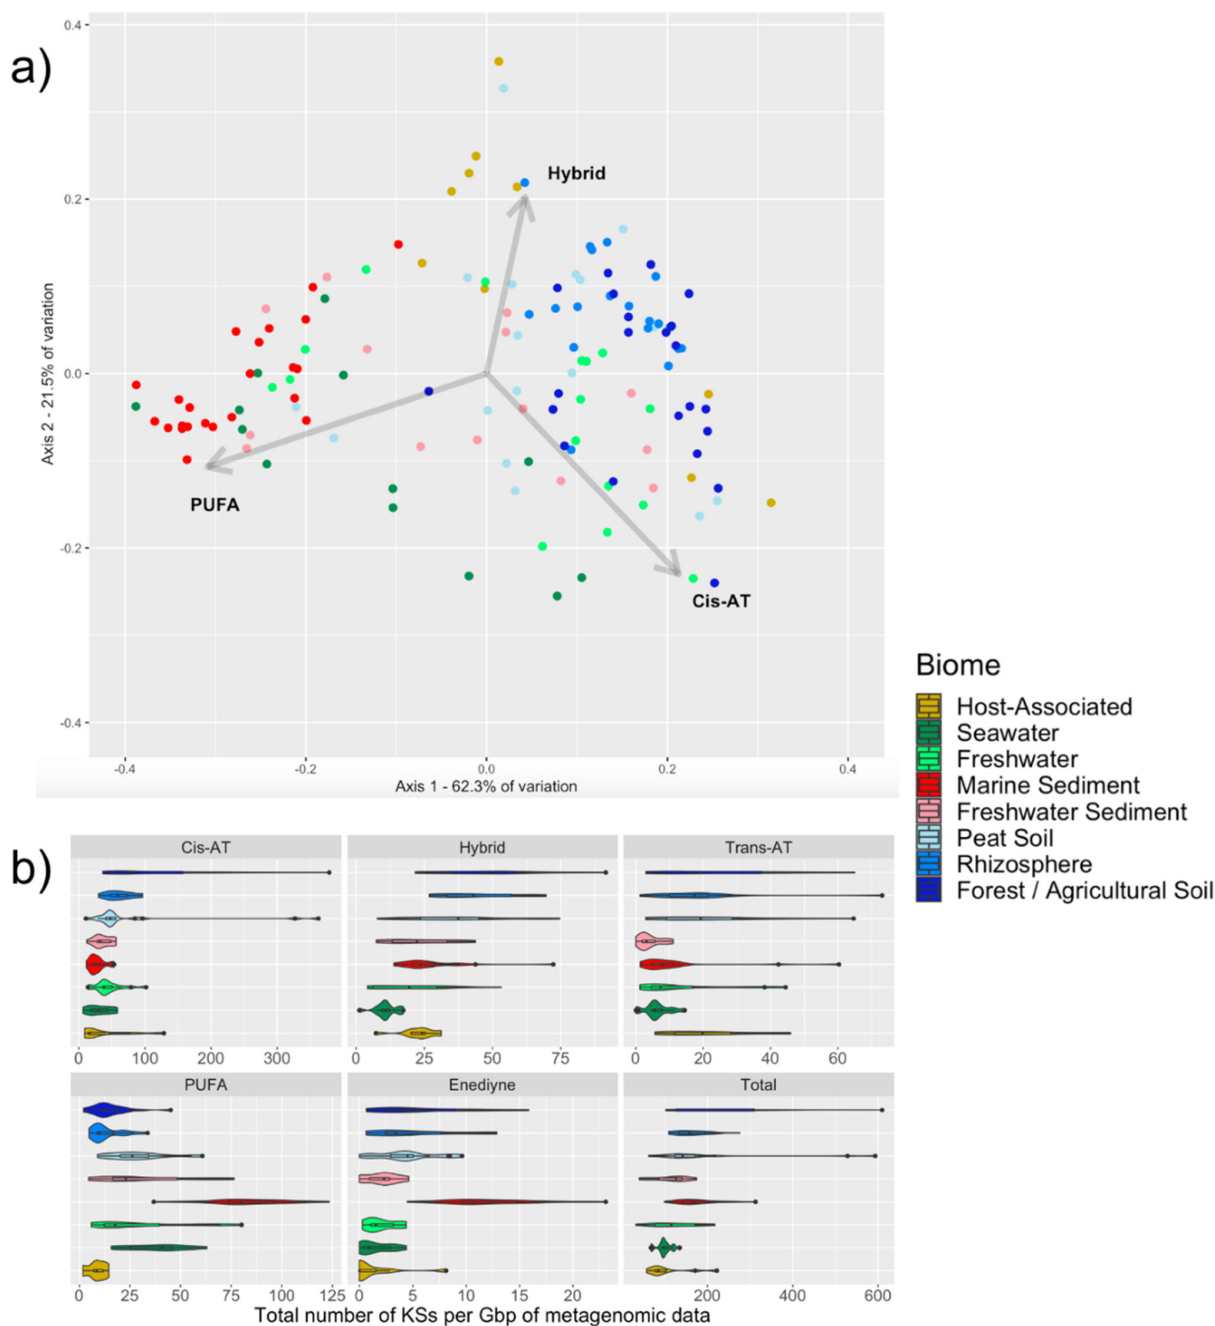 a)
0.4
0.2
0.0
-0.2
-0.4
Axis 2 - 21.5% of variation
Hybrid
PUFA
Cis-AT
-0.4 -0.2 0.0 0.2 0.4
Axis 1 - 62.3% of variation
Biome
Host-Associated
Seawater
Freshwater
Marine Sediment
Freshwater Sediment
Peat Soil
Rhizosphere
Forest / Agricultural Soil
b)
Cis-AT Hybrid Trans-AT
0 100 200 300 0 25 50 75 0 20 40 60
PUFA Enediyne Total
0 25 50 75 100 125 0 5 10 15 20 200 400 600
Total number of KSs per Gbp of metagenomic data